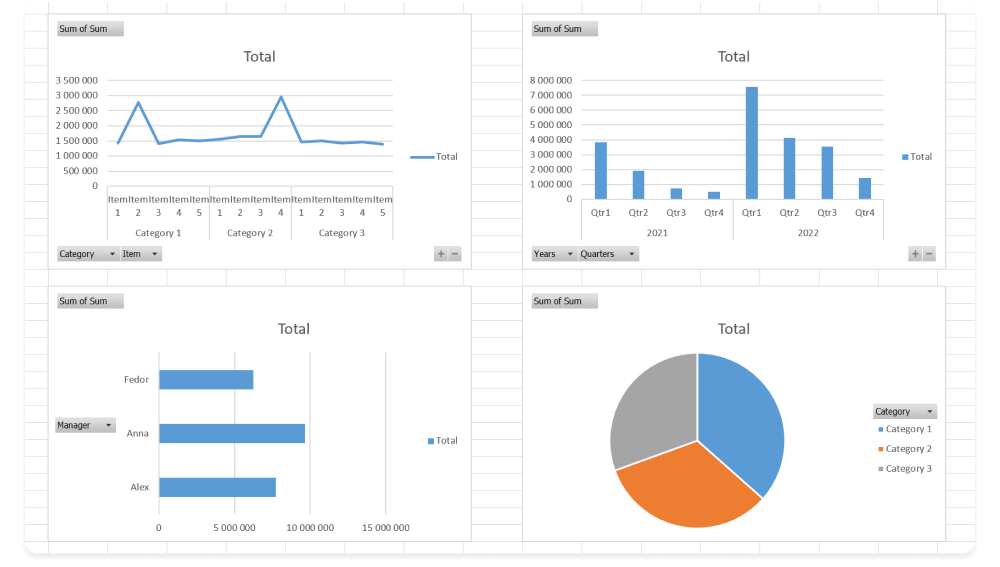 Sum of Sum
Total
3 500 000
3 000 000
2 500 000
2 000 000
1 500 000
1 000 000
500 000
0
Item Item Item Item Item Item Item Item Item Item Item Item Item Item
1 2 3 4 5 1 2 3 4 1 2 3 4 5
Category 1 Category 2 Category 3
Total
Category Item + −
Sum of Sum
Total
8 000 000
7 000 000
6 000 000
5 000 000
4 000 000
3 000 000
2 000 000
1 000 000
0
Qtr1 Qtr2 Qtr3 Qtr4 Qtr1 Qtr2 Qtr3 Qtr4
2021 2022
Total
Years Quarters + −
Sum of Sum
Total
Manager
Fedor
Anna
Alex
0 5 000 000 10 000 000 15 000 000
Total
Sum of Sum
Total
Category
Category 1
Category 2
Category 3